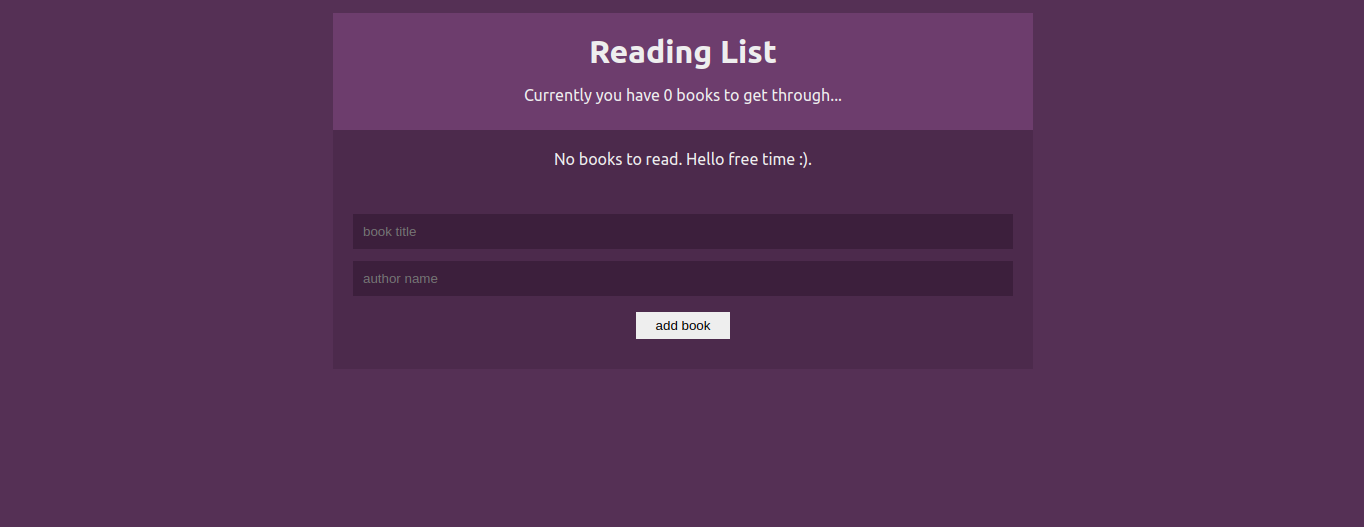 Reading List
Currently you have 0 books to get through...
No books to read. Hello free time :).
book title
author name
add book